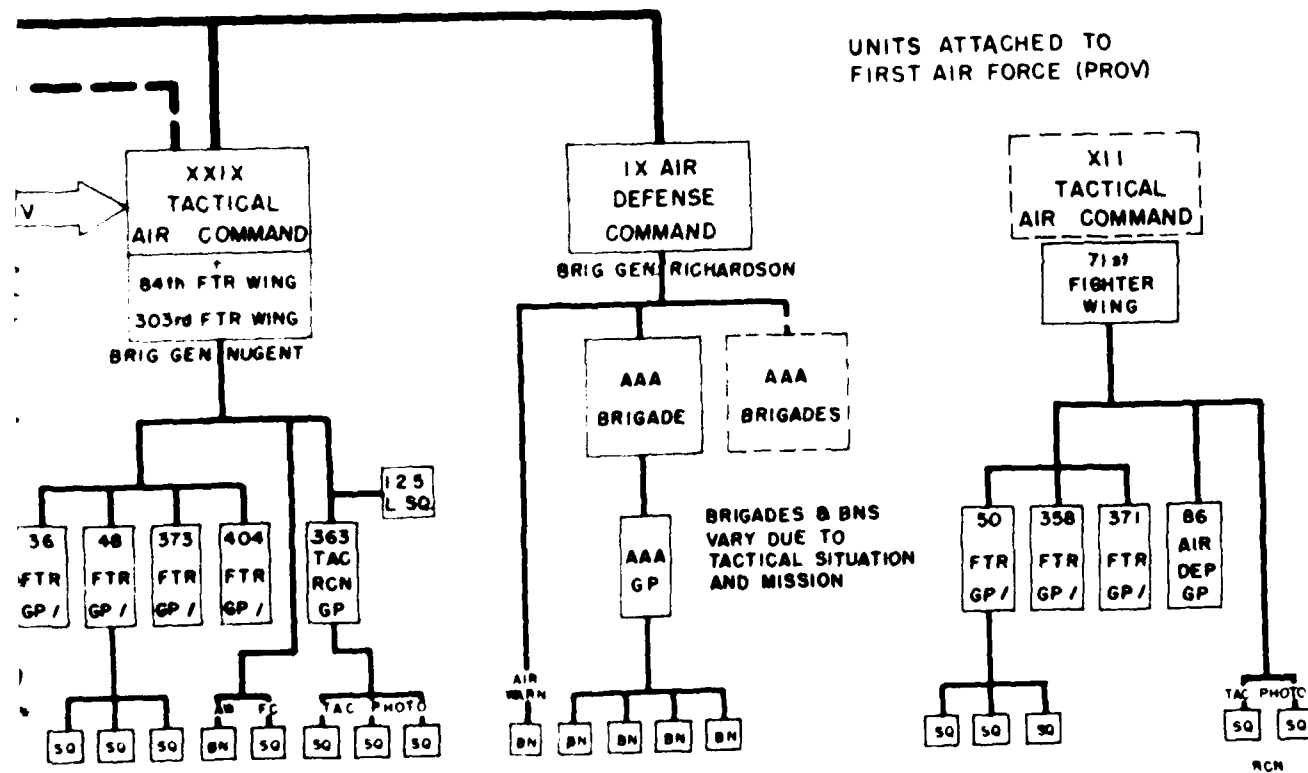 UNITS ATTACHED TO
FIRST AIR FORCE (PROV)
V
XXIX
TACTICAL
AIR COMMAND
84th FTR WING
303rd FTR WING
BRIG GEN NUGENT
IX AIR
DEFENSE
COMMAND
BRIG GEN RICHARDSON
XII
TACTICAL
AIR COMMAND
71st
FIGHTER
WING
AAA
BRIGADE
AAA
BRIGADES
125
L SQ
36
FTR
GP/
48
FTR
GP/
373
FTR
GP/
404
FTR
GP/
363
TAC
RCN
GP
AAA
GP
BRIGADES & BNS
VARY DUE TO
TACTICAL SITUATION
AND MISSION
50
FTR
GP/
358
FTR
GP/
371
FTR
GP/
86
AIR
DEP
GP
SQ
SQ
SQ
AW FC
BN
SQ
TAC PHOTO
SQ
SQ
SQ
AIR
WARN
BN
BN
BN
BN
BN
SQ
SQ
SQ
TAC PHOTO
SQ
SQ
RCN